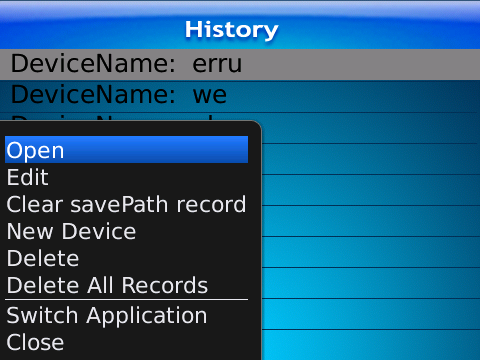 History
DeviceName: erru
DeviceName: we
Open
Edit
Clear savePath record
New Device
Delete
Delete All Records
Switch Application
Close